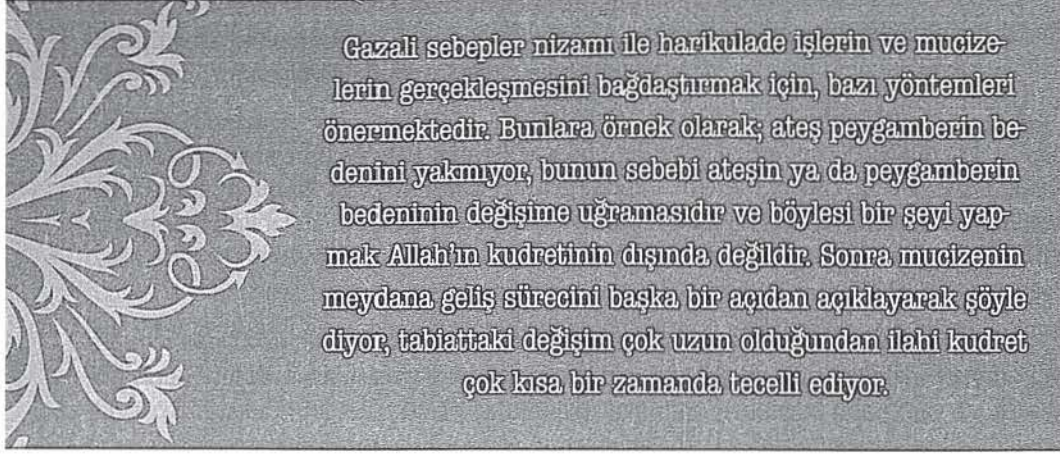 Gazali sebepler nizamı ile harikulade işlerin ve mucize-
lerin gerçekleşmesini bağdaştırmak için, bazı yöntemleri
önermektedir. Bunlara örnek olarak; ateş peygamberin be-
denini yakmıyor, bunun sebebi ateşin ya da peygamberin
bedeninin değişime uğramasıdır ve böylesi bir şeyi yap-
mak Allah'ın kudretinin dışında değildir. Sonra mucizenin
meydana geliş sürecini başka bir açıdan açıklayarak şöyle
diyor, tabiattaki değişim çok uzun olduğundan ilahi kudret
çok kısa bir zamanda tecelli ediyor.